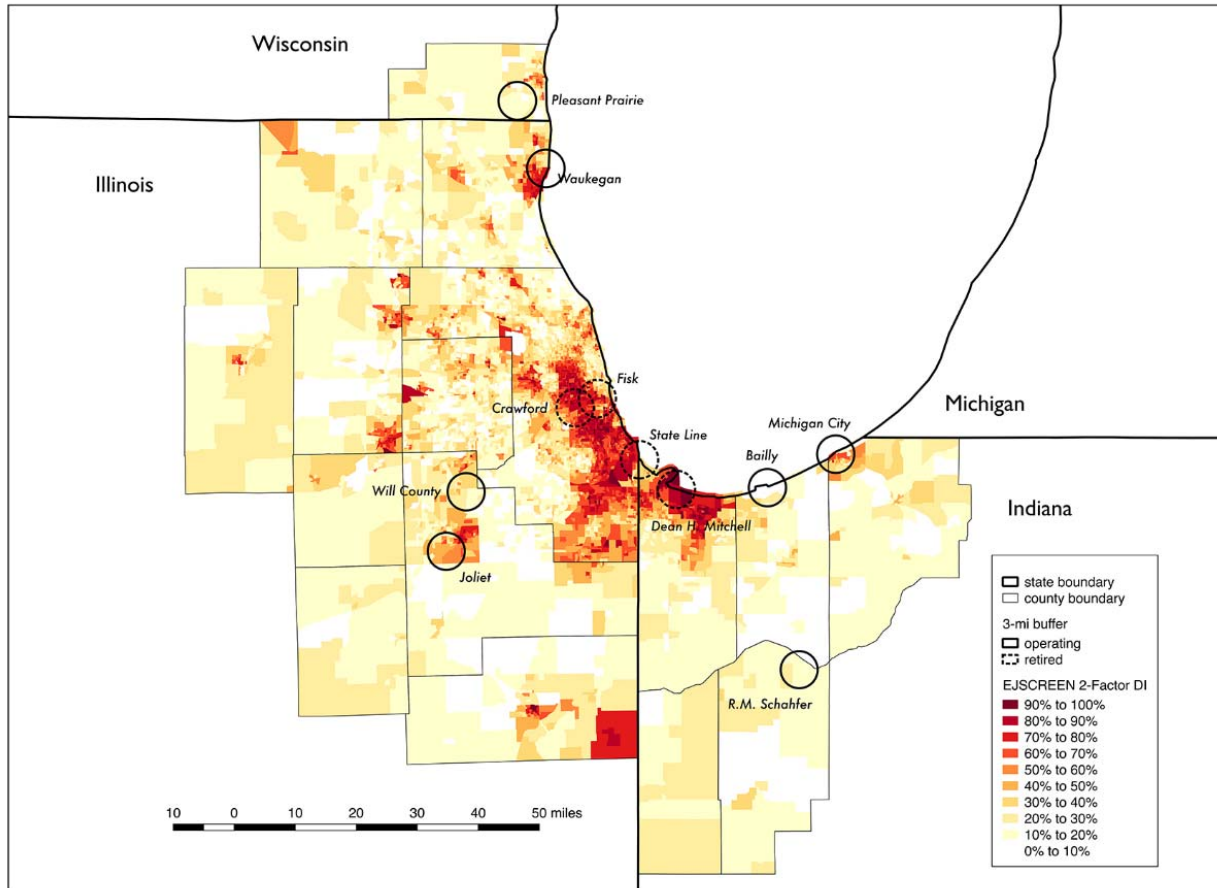 Wisconsin
Pleasant Prairie
Illinois
Waukegan
Fisk
Crawford
Michigan
State Line
Michigan City
Bailly
Will County
Dean H. Mitchell
Indiana
Joliet
R.M. Schahfer
state boundary
county boundary
3-mi buffer
operating
retired
EJSCREEN 2-Factor DI
90% to 100%
80% to 90%
70% to 80%
60% to 70%
50% to 60%
40% to 50%
30% to 40%
20% to 30%
10% to 20%
0% to 10%
10 0 10 20 30 40 50 miles